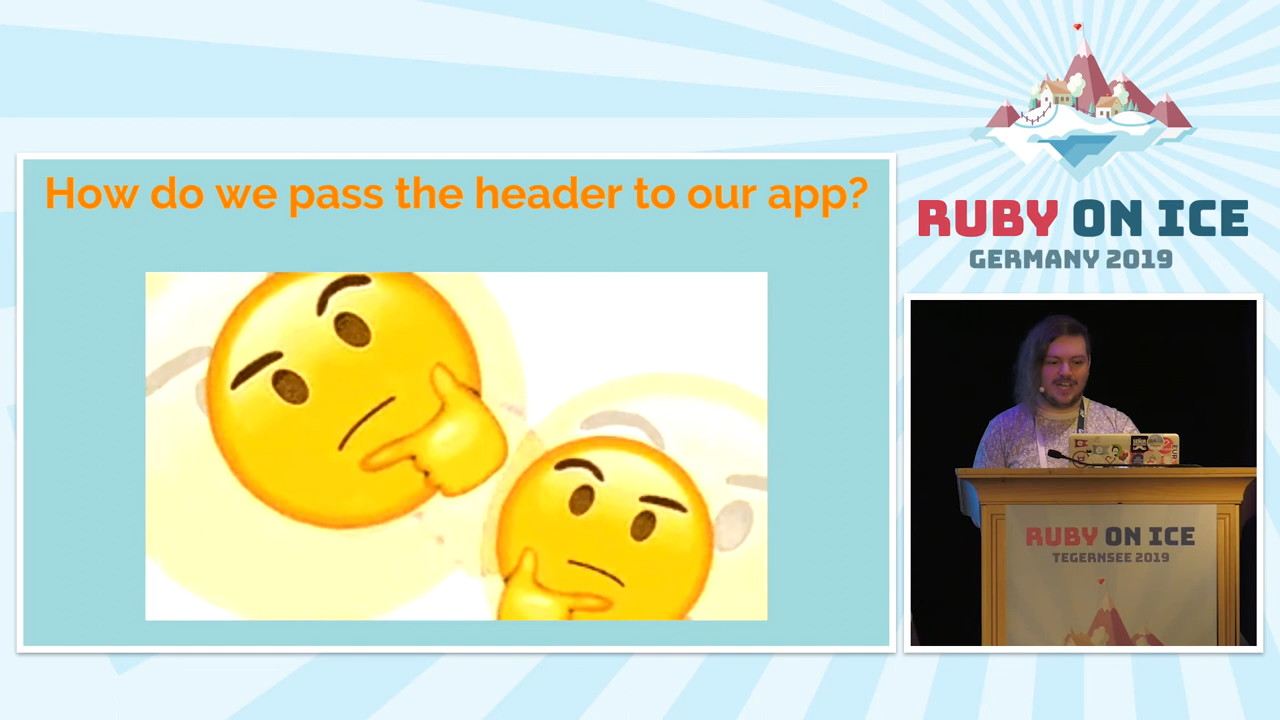 How do we pass the header to our app?
RUBY ON ICE
GERMANY 2019
RUBY ON ICE
TEGERNSEE 2019